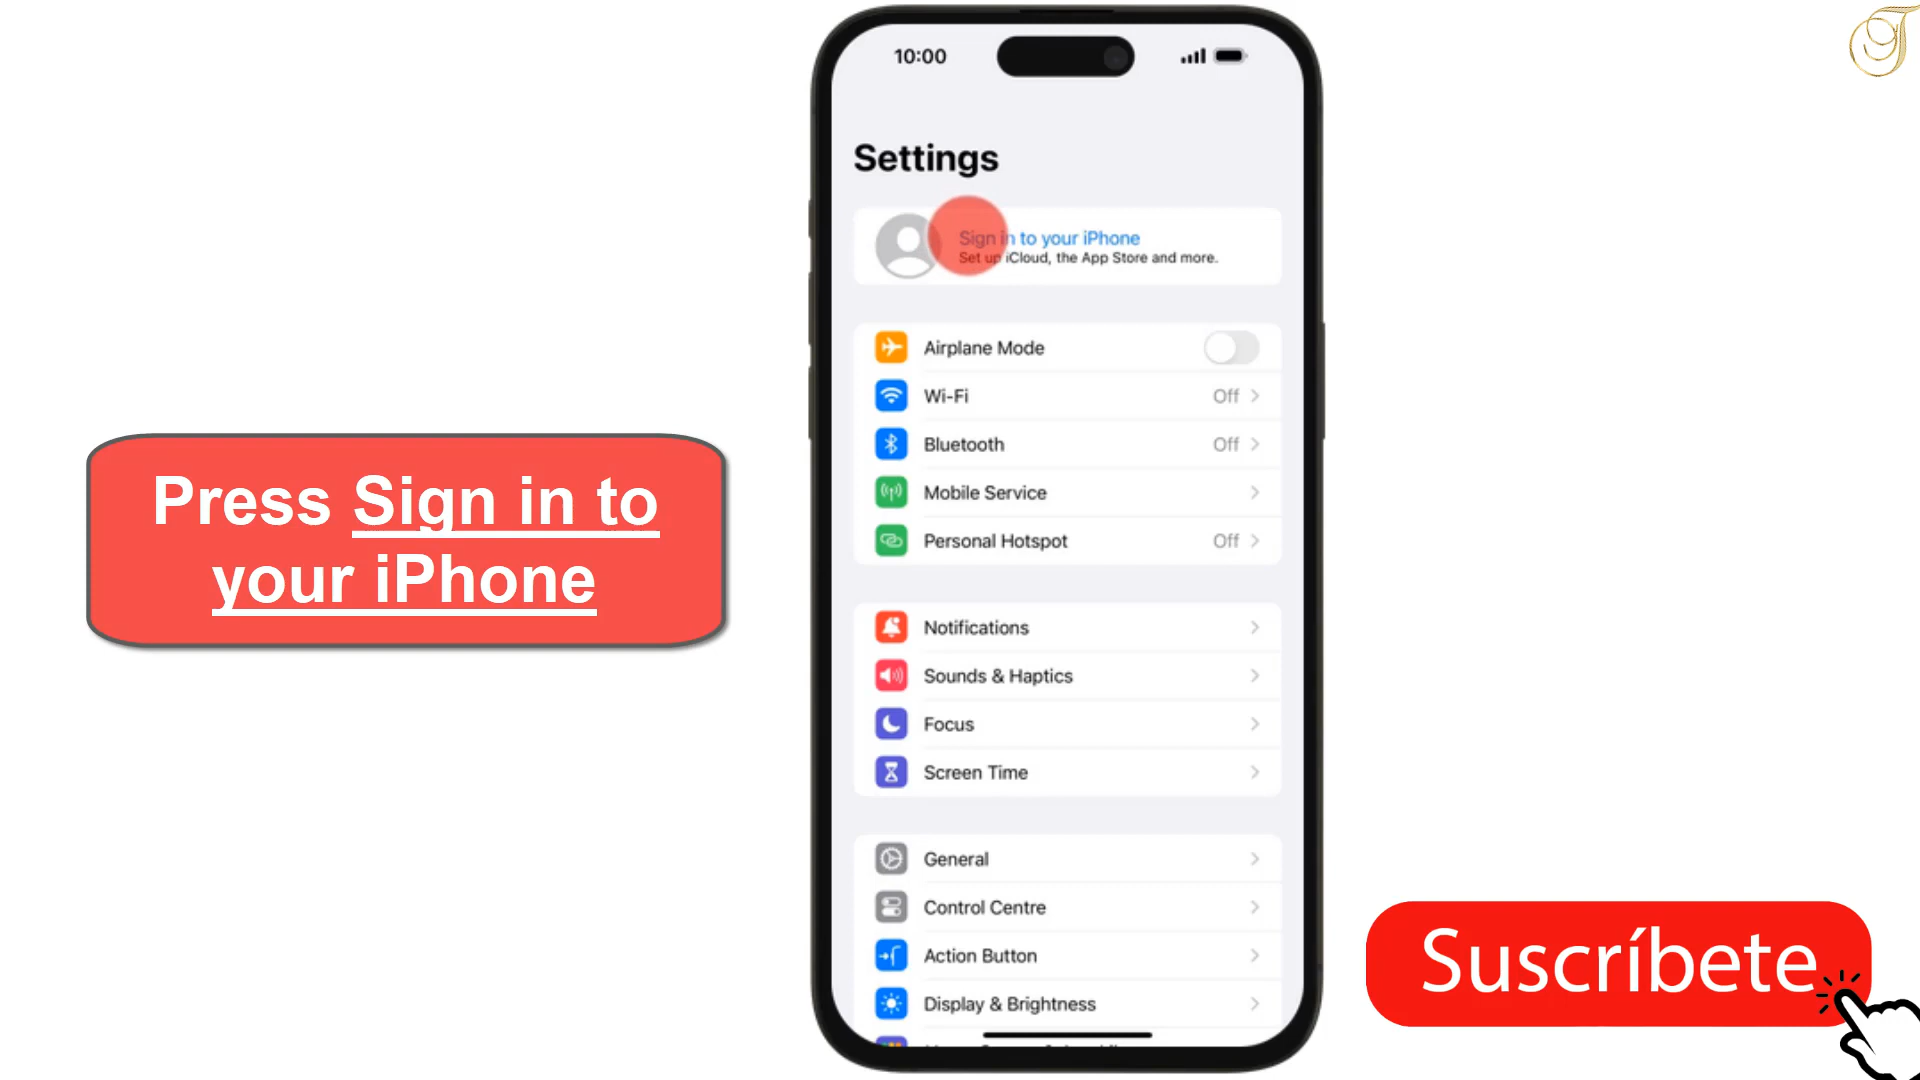 Press Sign in to
your iPhone
10:00
Settings
Sign in to your iPhone
Set up iCloud, the App Store and more.
Airplane Mode
Wi-Fi Off
Bluetooth Off
Mobile Service
Personal Hotspot Off
Notifications
Sounds & Haptics
Focus
Screen Time
General
Control Centre
Action Button
Display & Brightness
Suscríbete